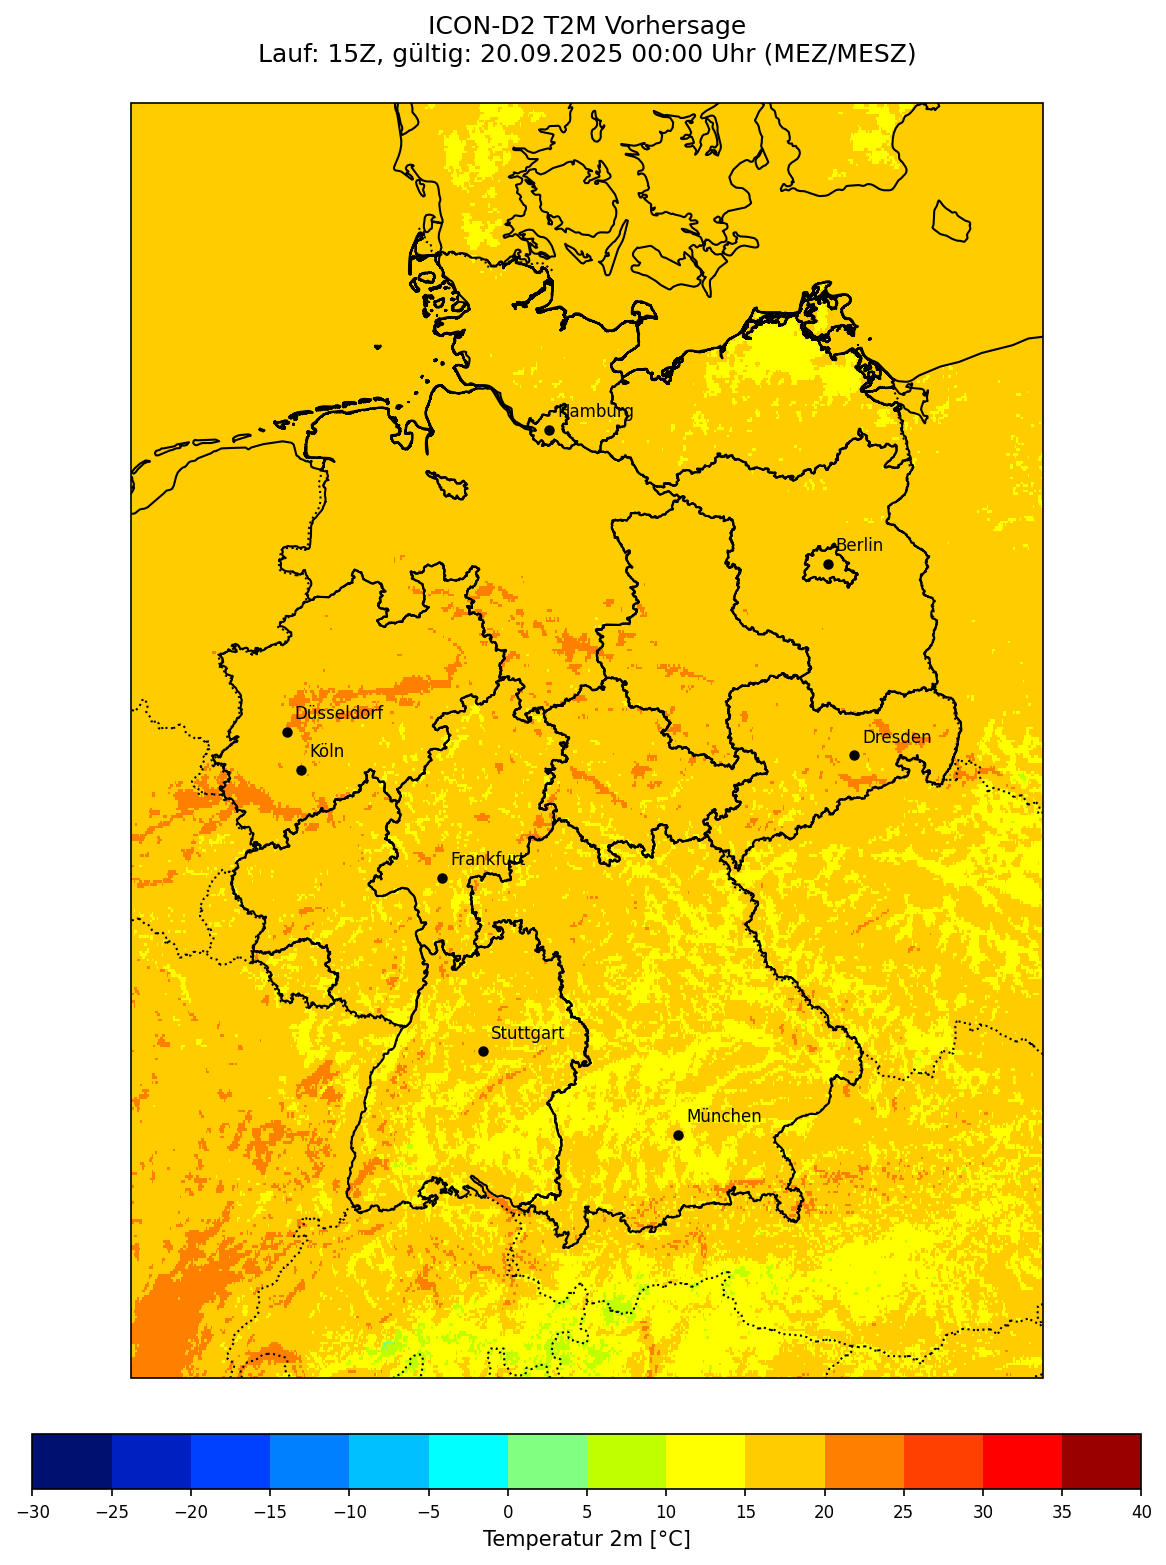 ICON-D2 T2M Vorhersage
Lauf: 15Z, gültig: 20.09.2025 00:00 Uhr (MEZ/MESZ)
Hamburg
Berlin
Düsseldorf
Dresden
Köln
Frankfurt
Stuttgart
München
−30 −25 −20 −15 −10 −5 0 5 10 15 20 25 30 35 40
Temperatur 2m [°C]